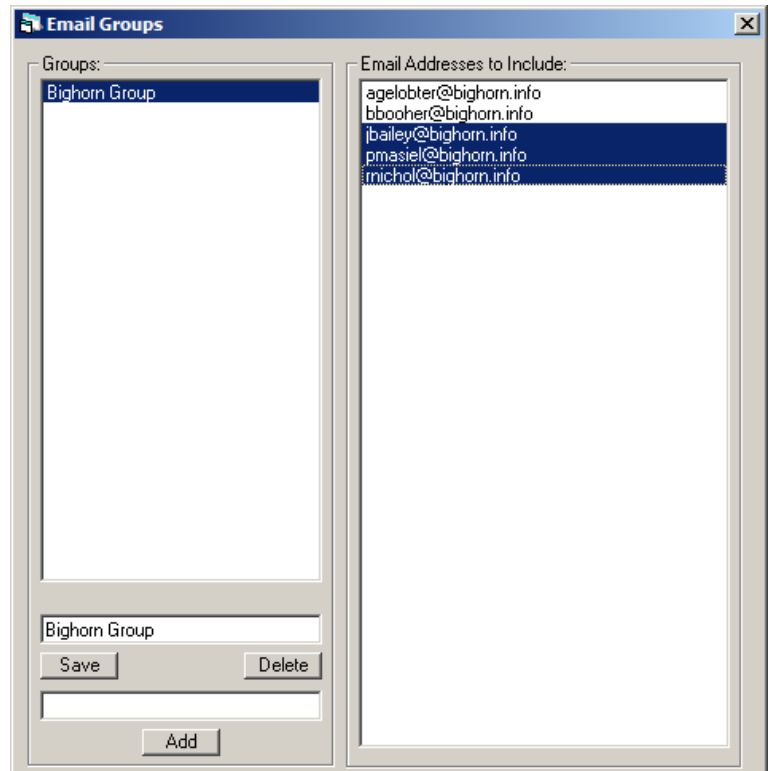 Email Groups
Groups:
Bighorn Group
Bighorn Group
Save
Delete
Add
Email Addresses to Include:
agelobter@bighorn.info
bbooher@bighorn.info
jbailey@bighorn.info
pmasiel@bighorn.info
rnichol@bighorn.info